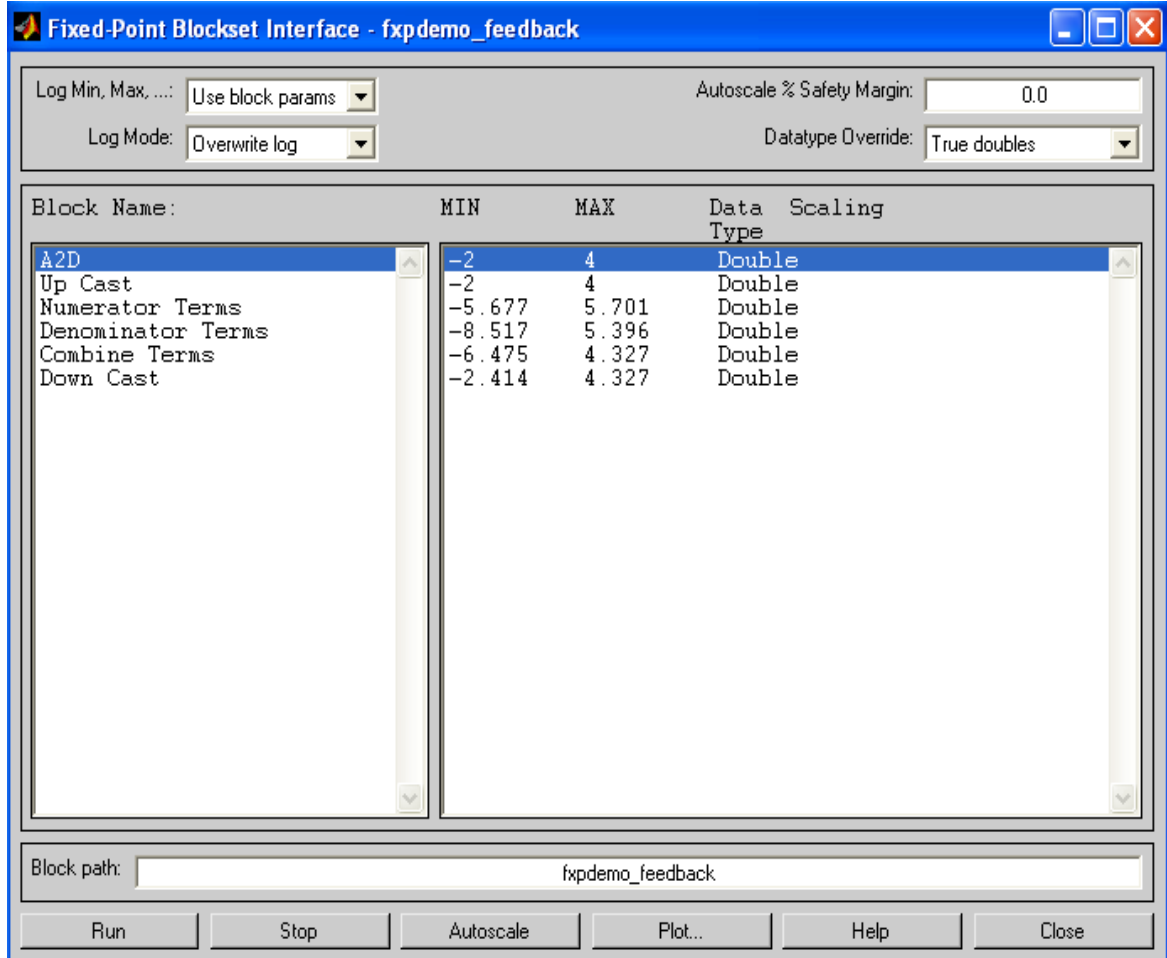 Fixed-Point Blockset Interface - fxpdemo_feedback
Log Min, Max, ...: Use block params Autoscale % Safety Margin: 0.0
Log Mode: Overwrite log Datatype Override: True doubles
Block Name: MIN MAX Data Scaling
Type
A2D -2 4 Double
Up Cast -2 4 Double
Numerator Terms -5.677 5.701 Double
Denominator Terms -8.517 5.396 Double
Combine Terms -6.475 4.327 Double
Down Cast -2.414 4.327 Double
Block path: fxpdemo_feedback
Run Stop Autoscale Plot... Help Close